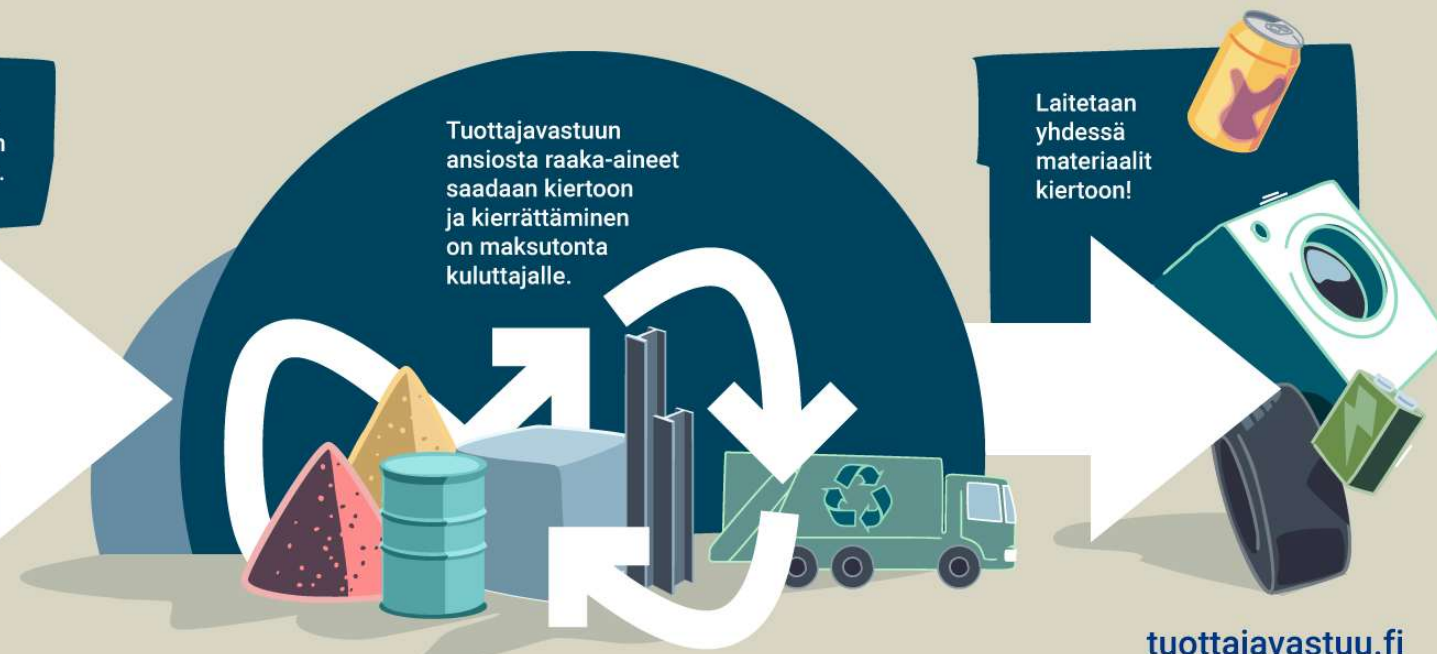 Tuottajavastuun
ansiosta raaka-aineet
saadaan kiertoon
ja kierrättäminen
on maksutonta
kuluttajalle.
Laitetaan
yhdessä
materiaalit
kiertoon!
tuottajavastuu.fi